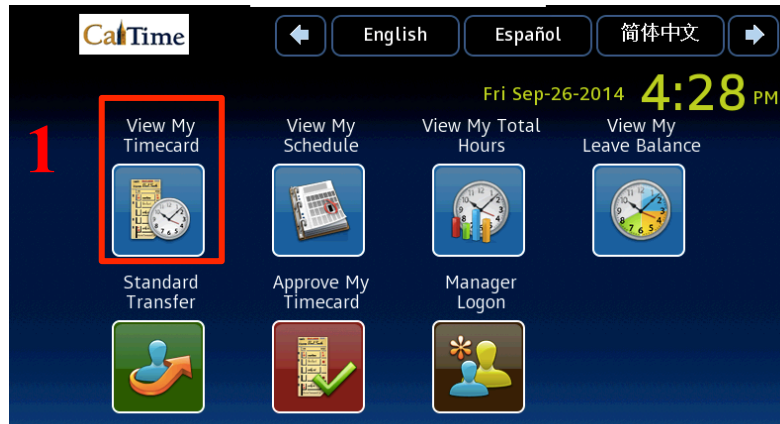 CalTime
English
Español
简体中文
Fri Sep-26-2014 4:28 PM
1
View My
Timecard
View My
Schedule
View My Total
Hours
View My
Leave Balance
Standard
Transfer
Approve My
Timecard
Manager
Logon